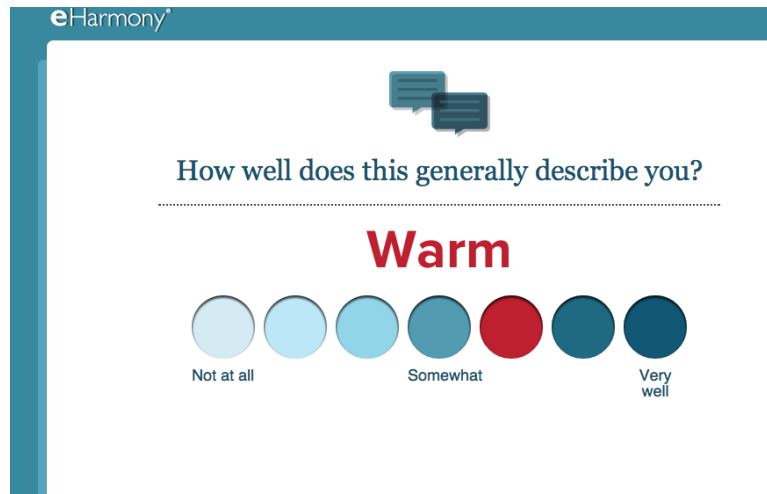 eHarmony®
How well does this generally describe you?
Warm
Not at all
Somewhat
Very
well